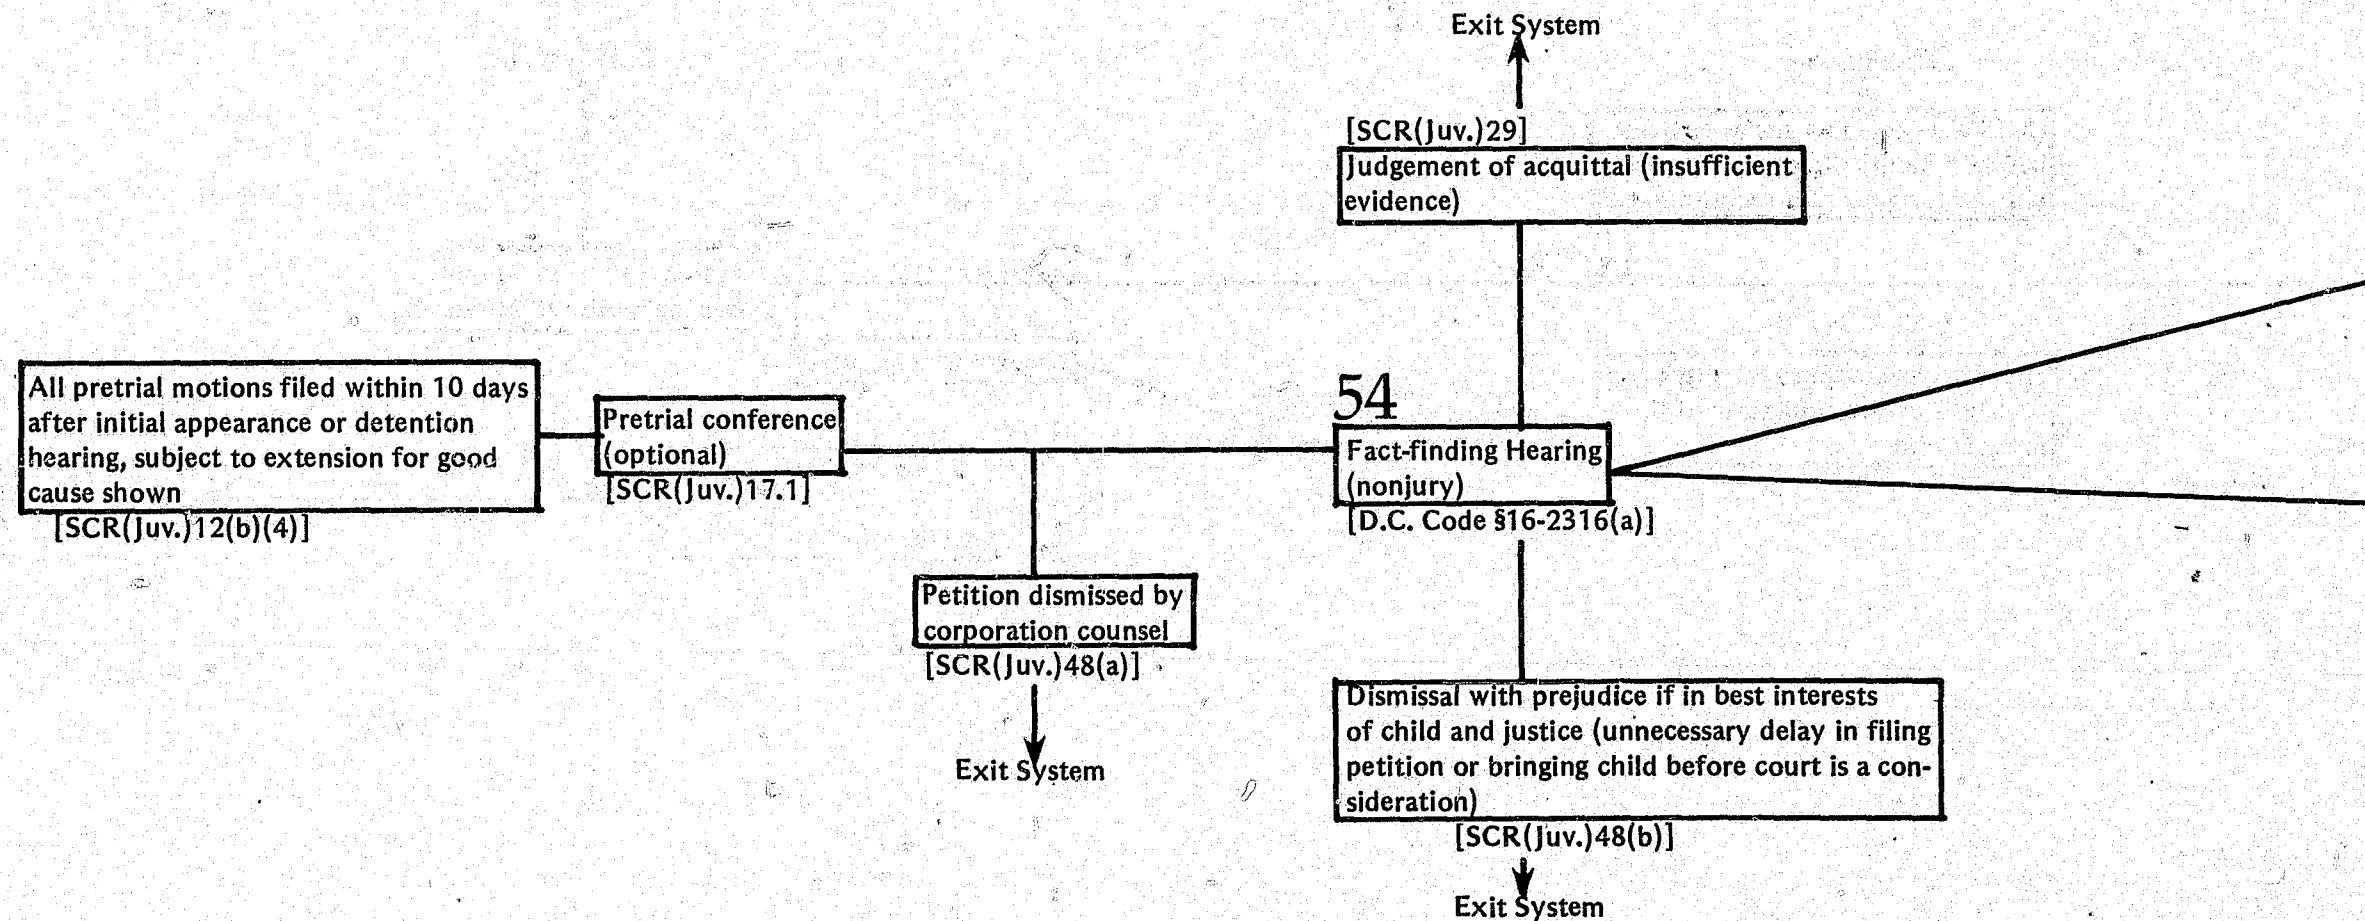 Exit System
[SCR(Juv.)29]
Judgement of acquittal (insufficient
evidence)
All pretrial motions filed within 10 days
after initial appearance or detention
hearing, subject to extension for good
cause shown
[SCR(Juv.)12(b)(4)]
Pretrial conference
(optional)
[SCR(Juv.)17.1]
Petition dismissed by
corporation counsel
[SCR(Juv.)48(a)]
Exit System
54
Fact-finding Hearing
(nonjury)
[D.C. Code §16-2316(a)]
Dismissal with prejudice if in best interests
of child and justice (unnecessary delay in filing
petition or bringing child before court is a con-
sideration)
[SCR(Juv.)48(b)]
Exit System